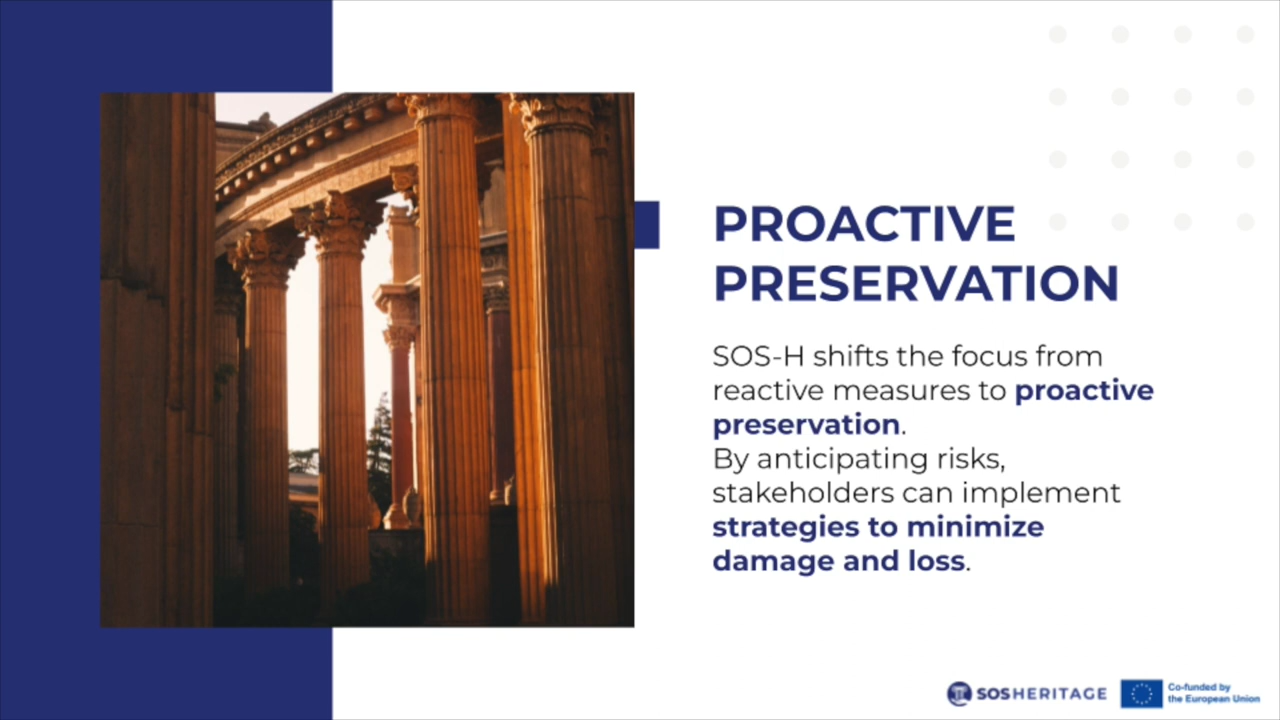 PROACTIVE
PRESERVATION
SOS-H shifts the focus from
reactive measures to proactive
preservation.
By anticipating risks,
stakeholders can implement
strategies to minimize
damage and loss.
SOSHERITAGE
Co-funded by
the European Union